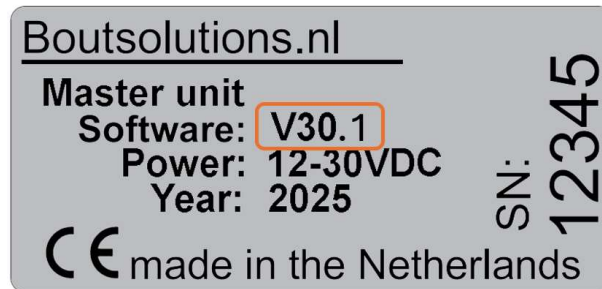 Boutsolutions.nl
Master unit
Software: V30.1
Power: 12-30VDC
Year: 2025
SN:
12345
CE made in the Netherlands